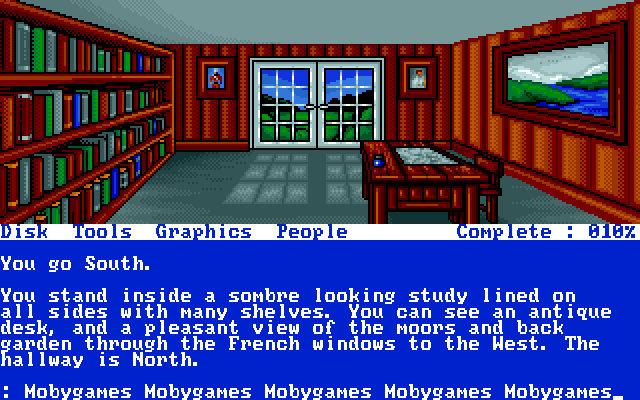 Disk Tools Graphics People Complete : 010%
You go South.
You stand inside a sombre looking study lined on
all sides with many shelves. You can see an antique
desk, and a pleasant view of the moors and back
garden through the French windows to the West. The
hallway is North.
: Mobygames Mobygames Mobygames Mobygames Mobygames_